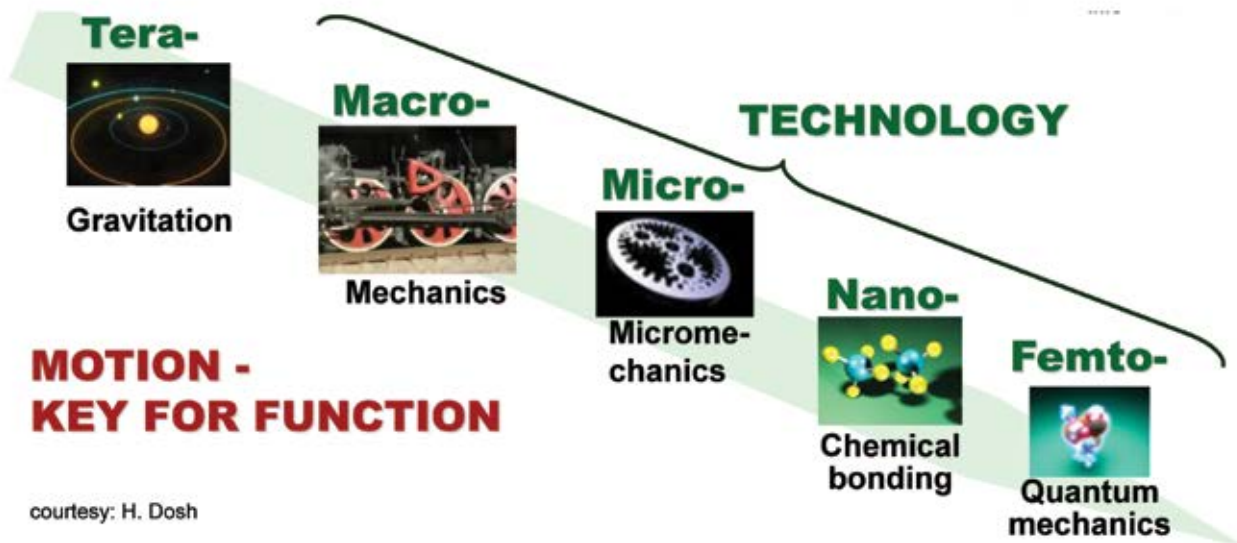 Tera-
Gravitation
Macro-
Mechanics
TECHNOLOGY
Micro-
Microme-
chanics
Nano-
Chemical
bonding
Femto-
Quantum
mechanics
MOTION -
KEY FOR FUNCTION
courtesy: H. Dosh